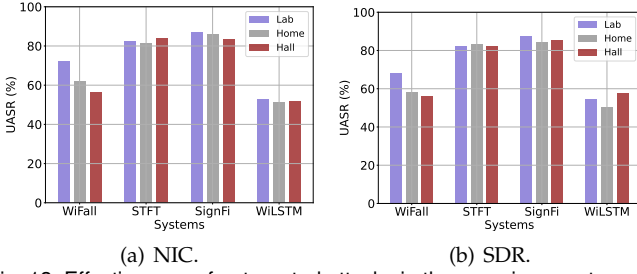 100
80
60
40
20
0
UASR (%)
Lab
Home
Hall
WiFall STFT SignFi WiLSTM
Systems
(a) NIC.
100
80
60
40
20
0
UASR (%)
Lab
Home
Hall
WiFall STFT SignFi WiLSTM
Systems
(b) SDR.